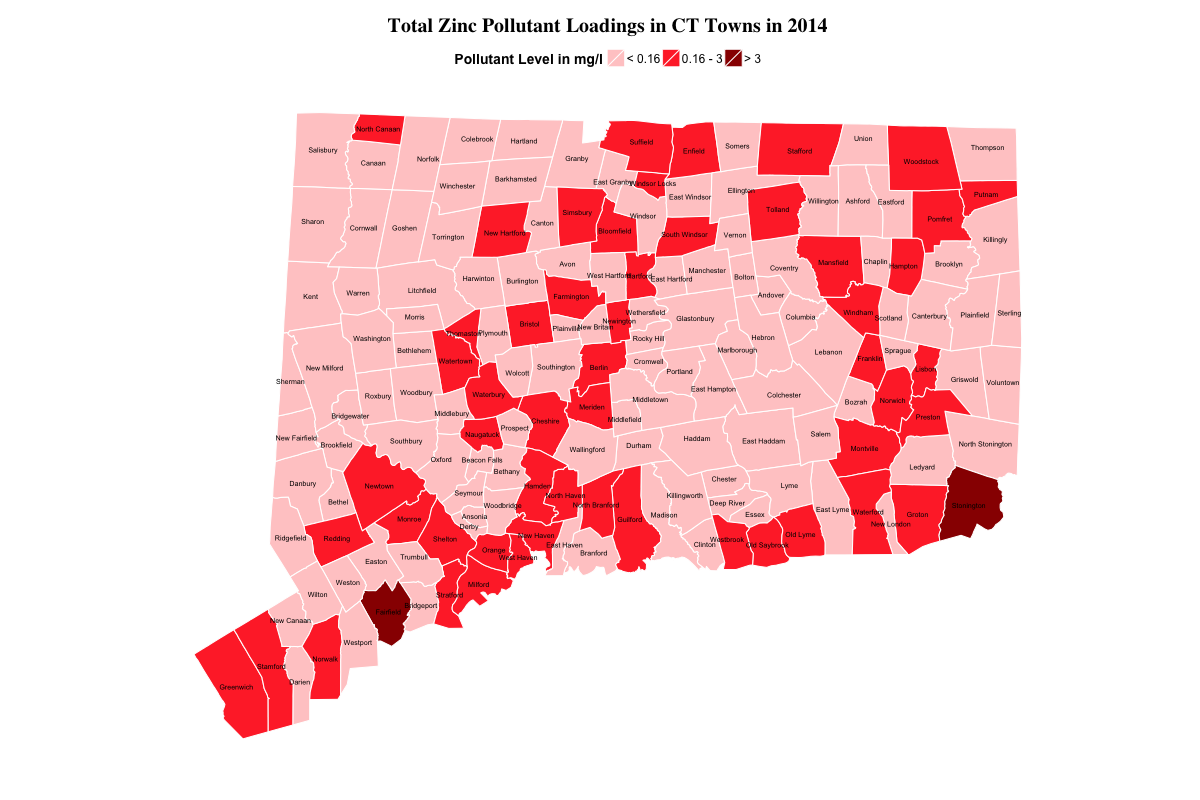 Total Zinc Pollutant Loadings in CT Towns in 2014
Pollutant Level in mg/l < 0.16 0.16 - 3 > 3
North Canaan
Salisbury
Canaan
Norfolk
Colebrook
Hartland
Granby
Suffield
Enfield
Somers
Stafford
Union
Woodstock
Thompson
Winchester
Barkhamsted
East Granby
Windsor Locks
East Windsor
Ellington
Willington
Ashford
Eastford
Putnam
Sharon
Cornwall
Goshen
Torrington
New Hartford
Canton
Simsbury
Bloomfield
Windsor
South Windsor
Vernon
Tolland
Pomfret
Killingly
Kent
Warren
Litchfield
Harwinton
Burlington
Avon
West Hartford
Hartford
East Hartford
Manchester
Bolton
Coventry
Mansfield
Chaplin
Hampton
Brooklyn
Farmington
Andover
Morris
Washington
Bethlehem
Thomaston
Plymouth
Bristol
Plainville
New Britain
Newington
Wethersfield
Rocky Hill
Glastonbury
Hebron
Columbia
Windham
Scotland
Canterbury
Plainfield
Sterling
Sherman
New Milford
Roxbury
Woodbury
Watertown
Wolcott
Southington
Berlin
Cromwell
Portland
Marlborough
Lebanon
Franklin
Sprague
Lisbon
Griswold
Voluntown
Bridgewater
Middlebury
Waterbury
Prospect
Cheshire
Meriden
Middletown
Middlefield
East Hampton
Colchester
Bozrah
Norwich
Preston
New Fairfield
Brookfield
Southbury
Naugatuck
Oxford
Beacon Falls
Bethany
Wallingford
Durham
Haddam
East Haddam
Salem
Montville
Ledyard
North Stonington
Danbury
Bethel
Newtown
Seymour
Woodbridge
Hamden
North Haven
North Branford
Guilford
Madison
Killingworth
Chester
Deep River
Essex
Lyme
East Lyme
Waterford
New London
Groton
Stonington
Ridgefield
Redding
Monroe
Shelton
Ansonia
Derby
Orange
New Haven
West Haven
East Haven
Branford
Clinton
Westbrook
Old Saybrook
Old Lyme
Easton
Trumbull
Weston
Wilton
Milford
Stratford
Bridgeport
Fairfield
New Canaan
Westport
Norwalk
Stamford
Darien
Greenwich